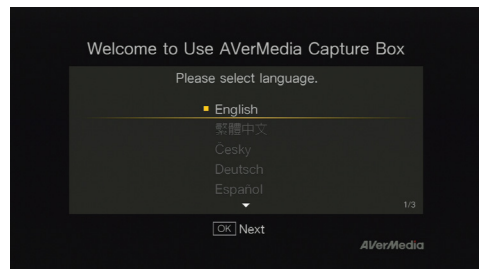 Welcome to Use AVerMedia Capture Box
Please select language.
English
繁體中文
Česky
Deutsch
Español
1/3
OK Next
AVerMedia